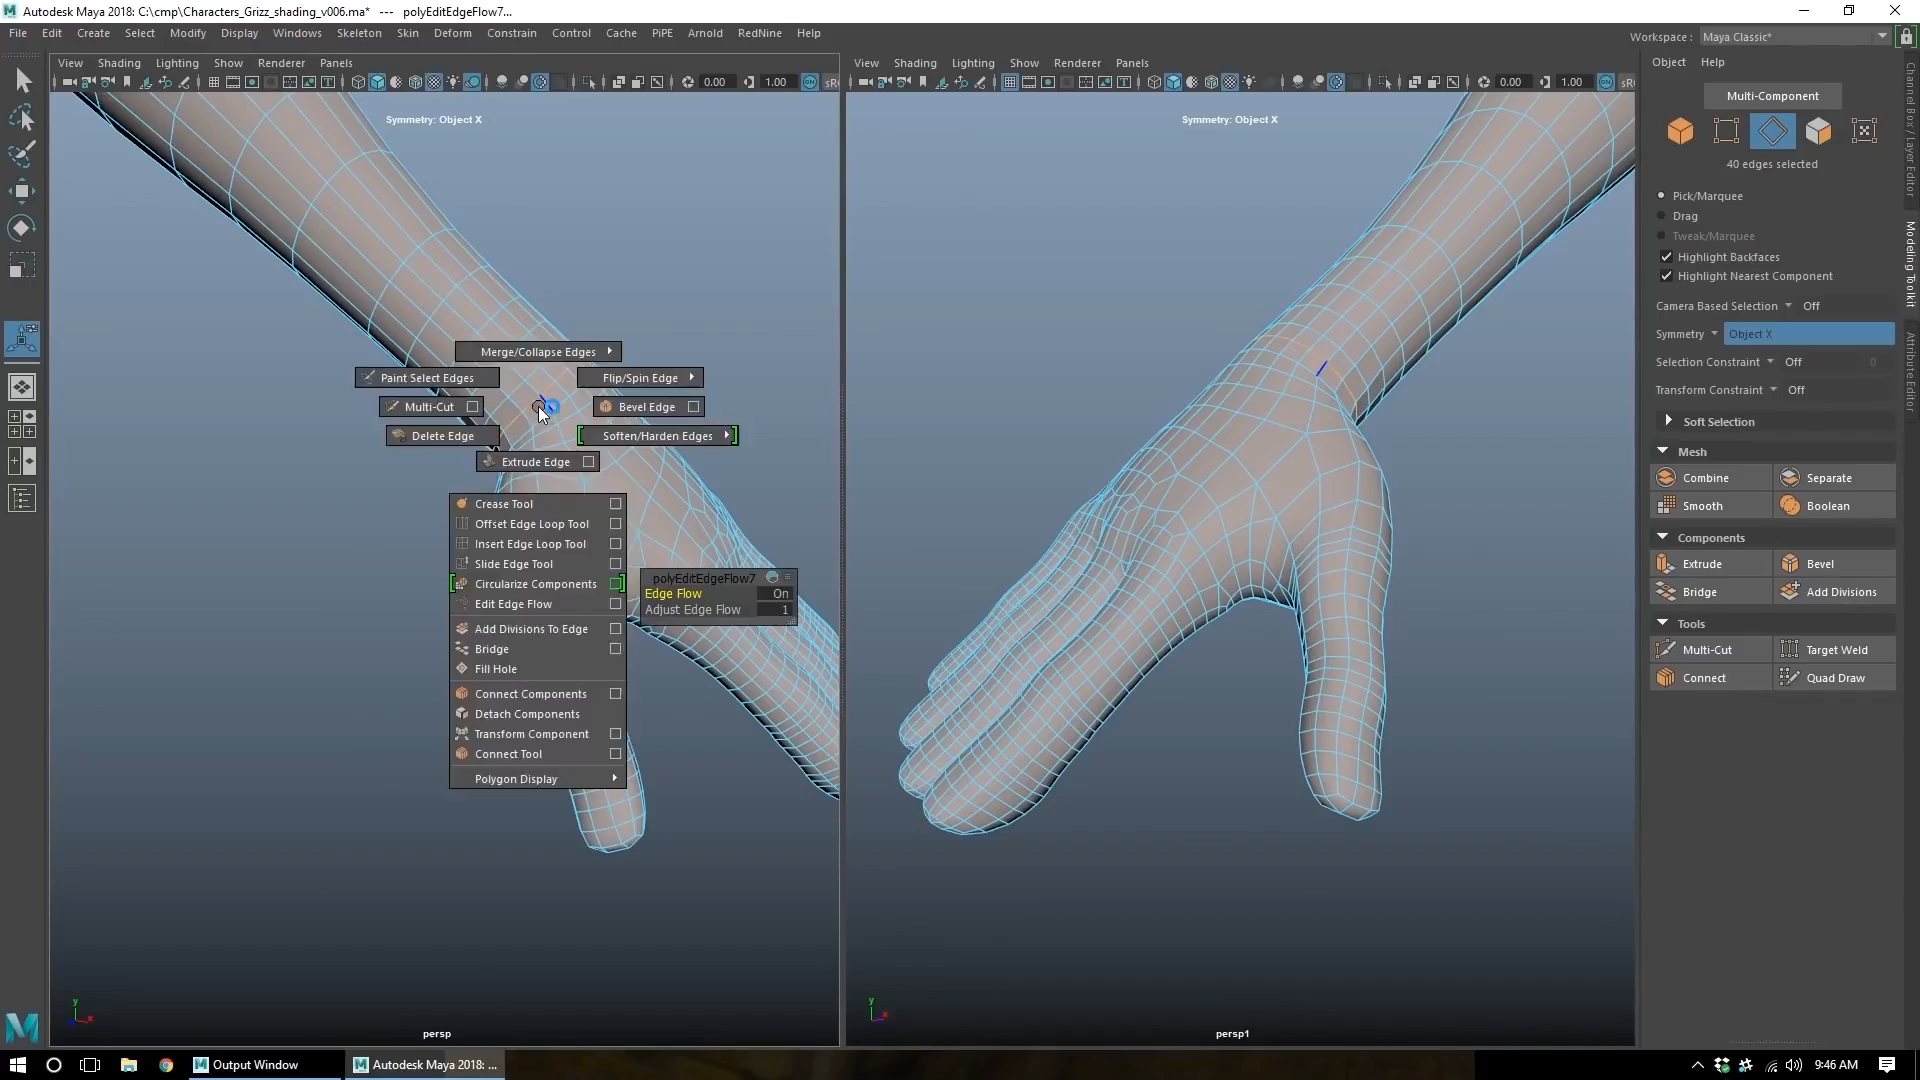 Autodesk Maya 2018: C:\cmp\Characters_Grizz_shading_v006.ma* --- polyEditEdgeFlow7...
File Edit Create Select Modify Display Windows Skeleton Skin Deform Constrain Control Cache PiPE Arnold RedNine Help
Workspace : Maya Classic*
View Shading Lighting Show Renderer Panels
View Shading Lighting Show Renderer Panels
Object Help
0.00 1.00
0.00 1.00
Multi-Component
Symmetry: Object X
Symmetry: Object X
40 edges selected
Pick/Marquee
Drag
Tweak/Marquee
Highlight Backfaces
Highlight Nearest Component
Camera Based Selection Off
Symmetry Object X
Selection Constraint Off 0
Transform Constraint Off
Soft Selection
Mesh
Combine Separate
Smooth Boolean
Components
Extrude Bevel
Bridge Add Divisions
Tools
Multi-Cut Target Weld
Connect Quad Draw
Channel Box / Layer Editor
Modeling Toolkit
Attribute Editor
Merge/Collapse Edges
Paint Select Edges Flip/Spin Edge
Multi-Cut Bevel Edge
Delete Edge Soften/Harden Edges
Extrude Edge
Crease Tool
Offset Edge Loop Tool
Insert Edge Loop Tool
Slide Edge Tool
Circularize Components
Edit Edge Flow
Add Divisions To Edge
Bridge
Fill Hole
Connect Components
Detach Components
Transform Component
Connect Tool
Polygon Display
polyEditEdgeFlow7
Edge Flow On
Adjust Edge Flow 1
y
x
y
x
persp
persp1
Output Window
Autodesk Maya 2018: ...
9:46 AM